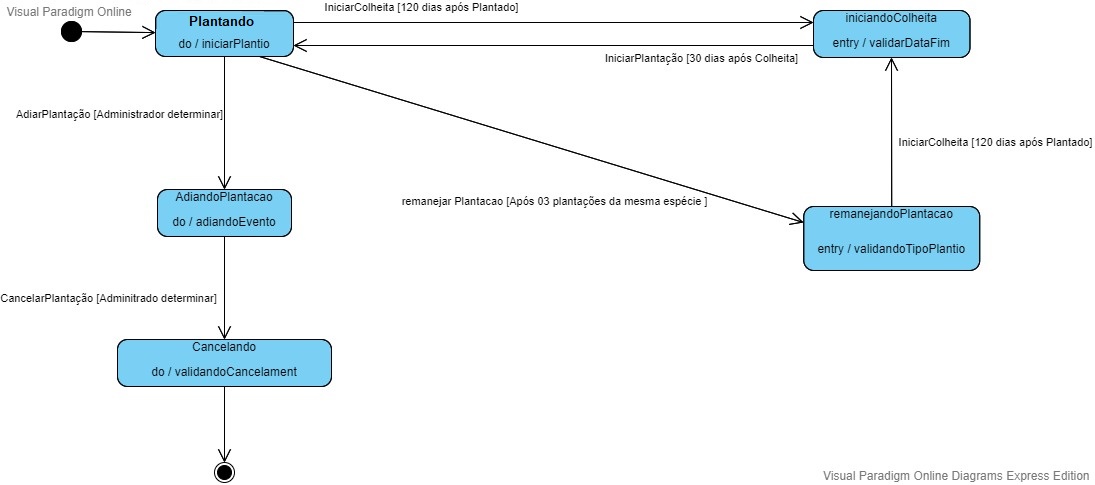 Visual Paradigm Online
Plantando
do / iniciarPlantio
IniciarColheita [120 dias após Plantado]
iniciandoColheita
entry / validarDataFim
IniciarPlantação [30 dias após Colheita]
AdiarPlantação [Administrador determinar]
IniciarColheita [120 dias após Plantado]
AdiandoPlantacao
do / adiandoEvento
remanejar Plantacao [Após 03 plantações da mesma espécie ]
remanejandoPlantacao
entry / validandoTipoPlantio
CancelarPlantação [Adminitrado determinar]
Cancelando
do / validandoCancelament
Visual Paradigm Online Diagrams Express Edition